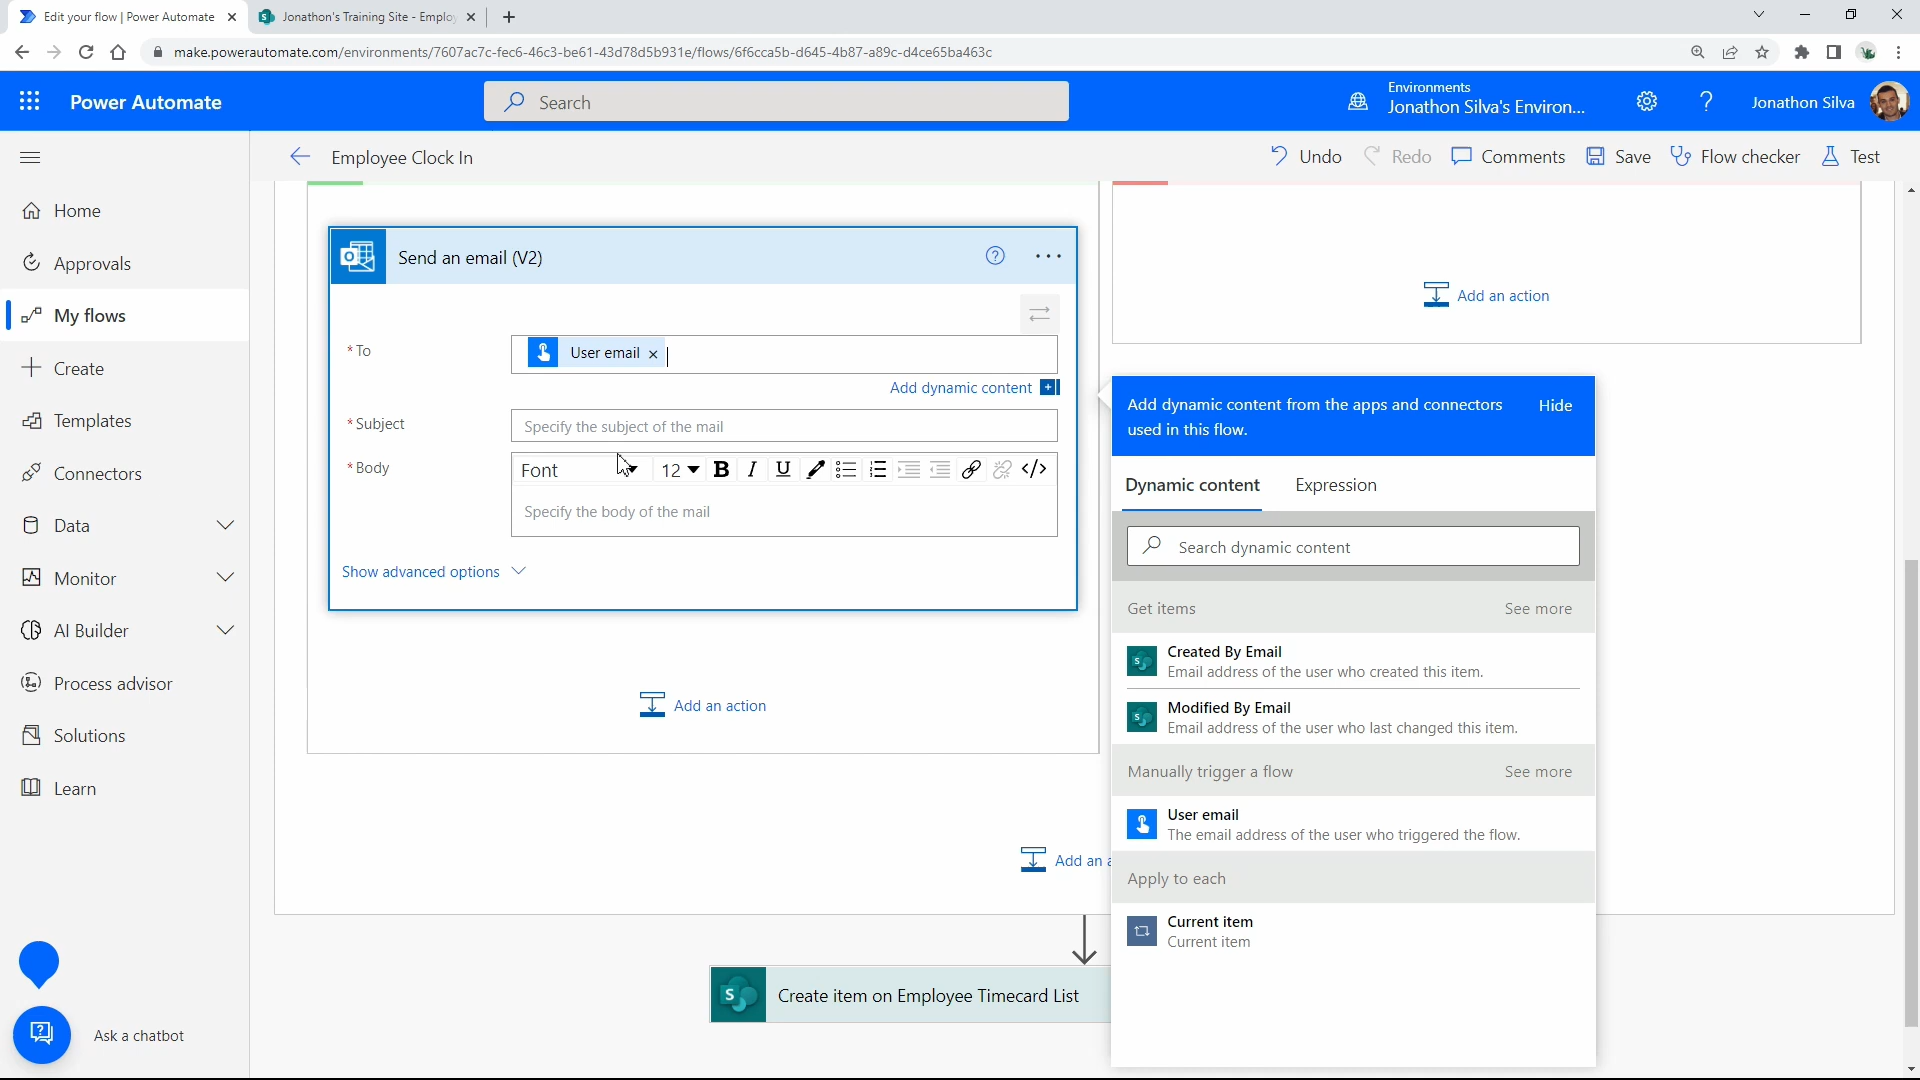 Edit your flow | Power Automate
Jonathon's Training Site - Employ
make.powerautomate.com/environments/7607ac7c-fec6-46c3-be61-43d78d5b931e/flows/6f6cca5b-d645-4b87-a89c-d4ce65ba463c
Power Automate
Search
Environments
Jonathon Silva's Environ...
Jonathon Silva
Employee Clock In
Undo
Redo
Comments
Save
Flow checker
Test
Home
Approvals
My flows
Create
Templates
Connectors
Data
Monitor
AI Builder
Process advisor
Solutions
Learn
Ask a chatbot
Send an email (V2)
* To
User email
Add dynamic content
* Subject
Specify the subject of the mail
* Body
Font
12
Specify the body of the mail
Show advanced options
Add an action
Add an action
Add an a
Create item on Employee Timecard List
Add dynamic content from the apps and connectors
used in this flow.
Hide
Dynamic content
Expression
Search dynamic content
Get items
See more
Created By Email
Email address of the user who created this item.
Modified By Email
Email address of the user who last changed this item.
Manually trigger a flow
See more
User email
The email address of the user who triggered the flow.
Apply to each
Current item
Current item